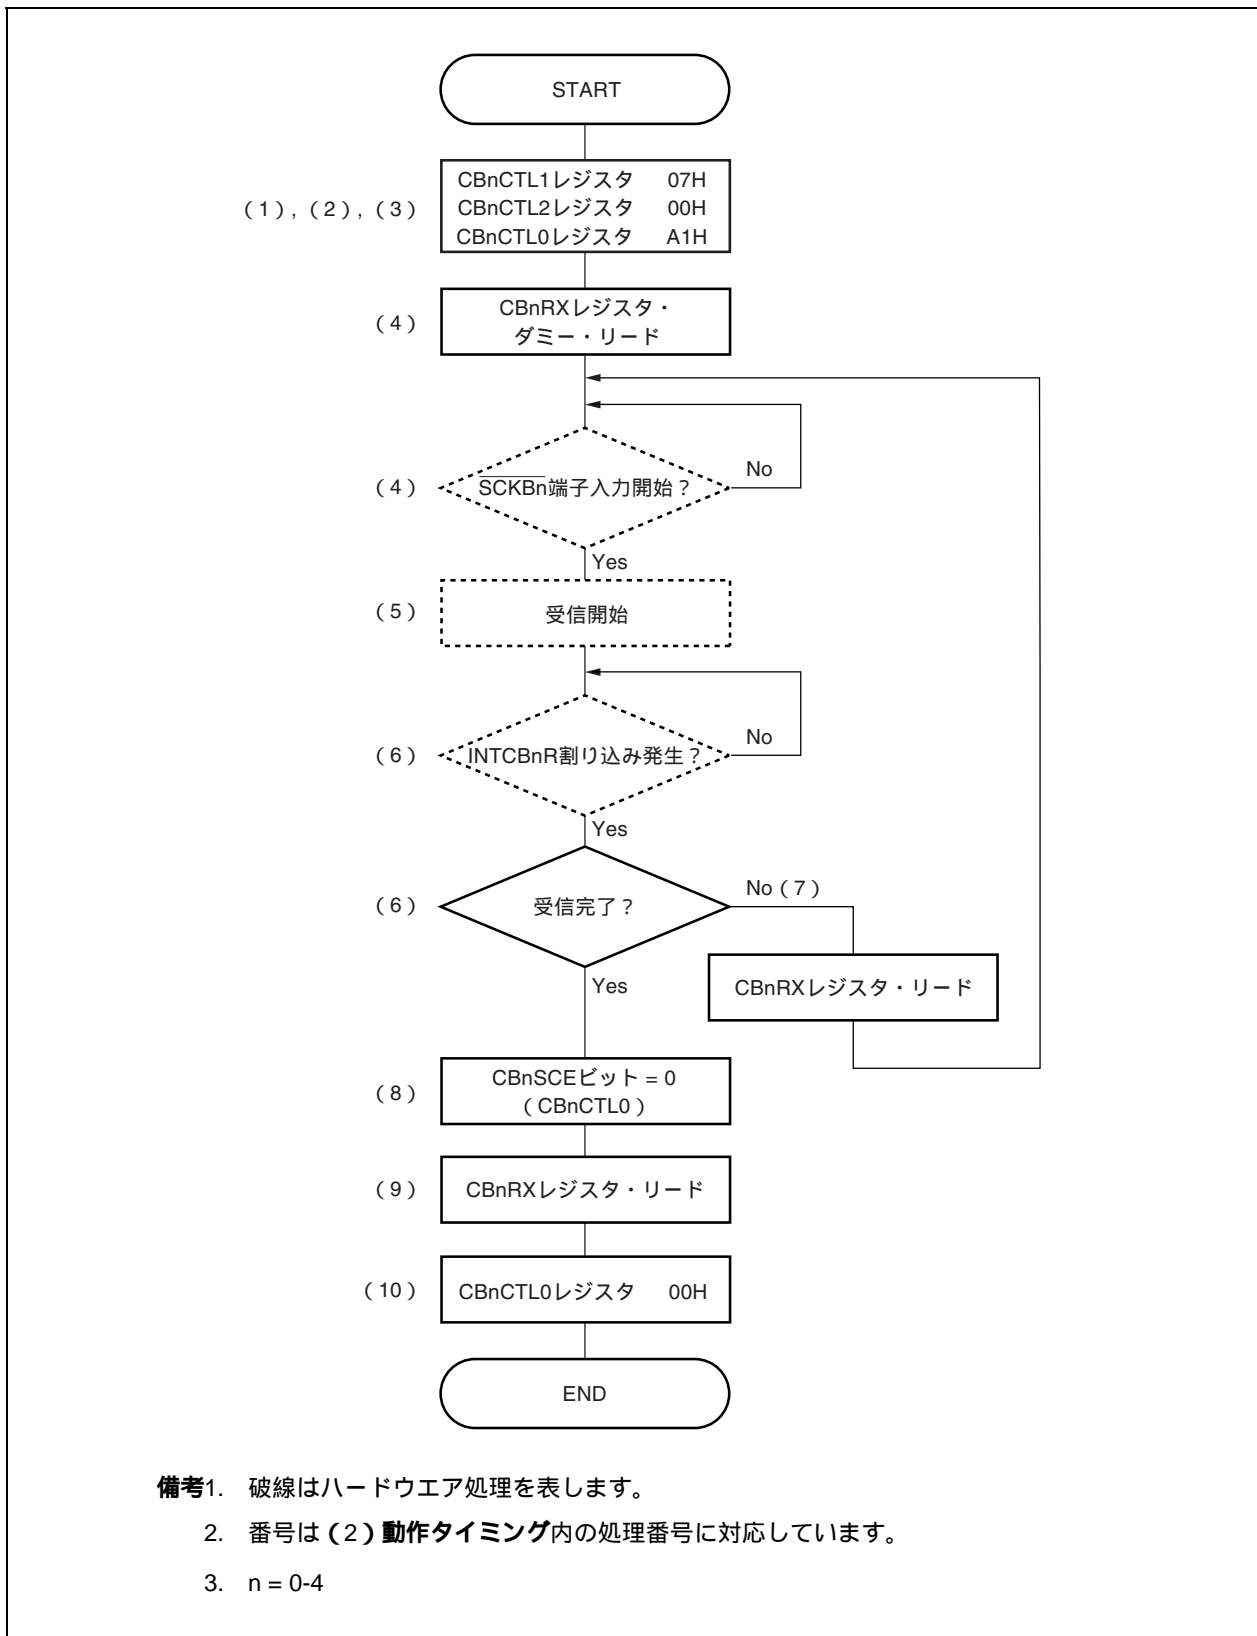 START
(1), (2), (3)
CBnCTL1レジスタ 07H
CBnCTL2レジスタ 00H
CBnCTL0レジスタ A1H
(4)
CBnRXレジスタ・
ダミー・リード
(4)
SCKBn端子入力開始？
No
Yes
(5)
受信開始
(6)
INTCBnR割り込み発生？
No
Yes
(6)
受信完了？
No (7)
Yes
CBnRXレジスタ・リード
(8)
CBnSCEビット = 0
(CBnCTL0)
(9)
CBnRXレジスタ・リード
(10)
CBnCTL0レジスタ 00H
END
備考1. 破線はハードウエア処理を表します。
2. 番号は(2)動作タイミング内の処理番号に対応しています。
3. n = 0-4